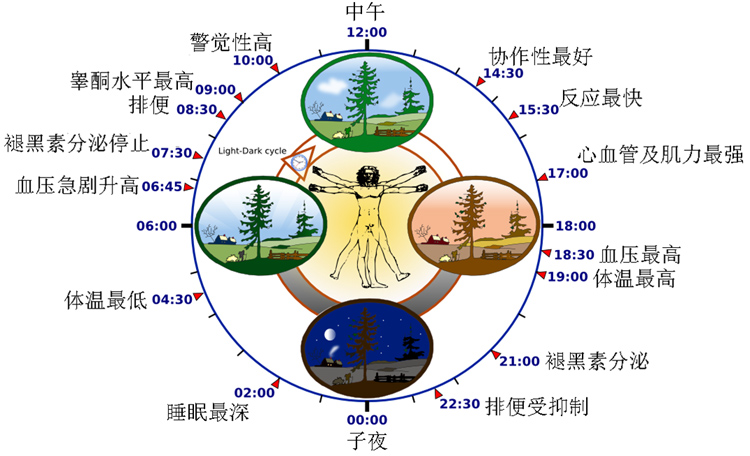 中午
12:00
警觉性高
10:00
协作性最好
14:30
睾酮水平最高
09:00
排便
08:30
反应最快
15:30
褪黑素分泌停止
07:30
Light-Dark cycle
心血管及肌力最强
17:00
血压急剧升高 06:45
06:00
18:00
18:30 血压最高
19:00 体温最高
体温最低 04:30
21:00 褪黑素分泌
02:00
睡眠最深
22:30 排便受抑制
00:00
子夜